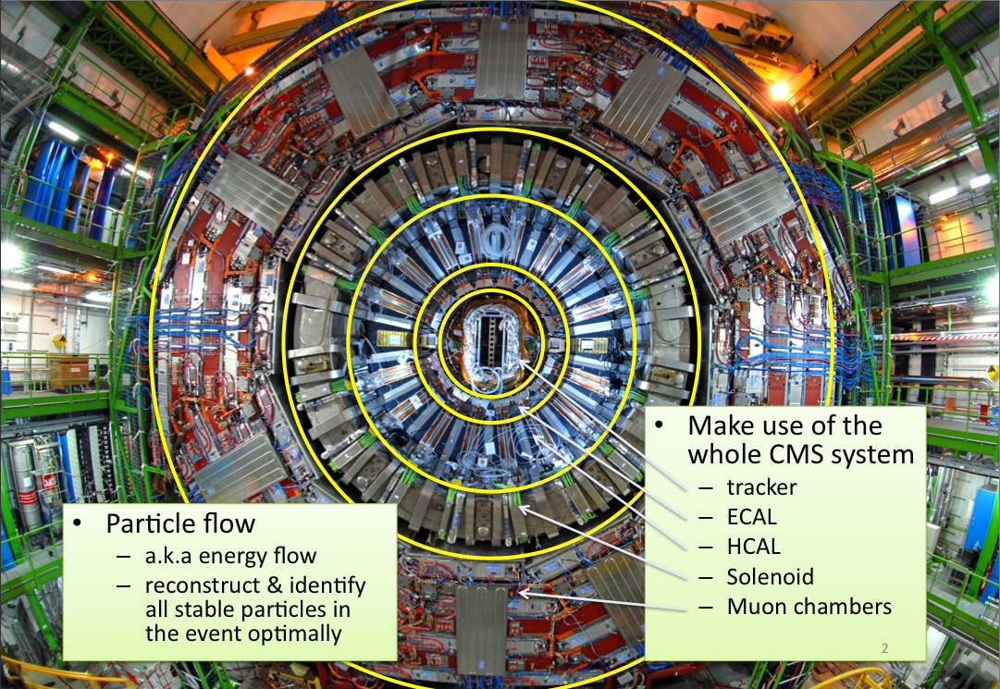 • Particle flow
– a.k.a energy flow
– reconstruct & identify
all stable particles in
the event optimally
• Make use of the
whole CMS system
– tracker
– ECAL
– HCAL
– Solenoid
– Muon chambers
2